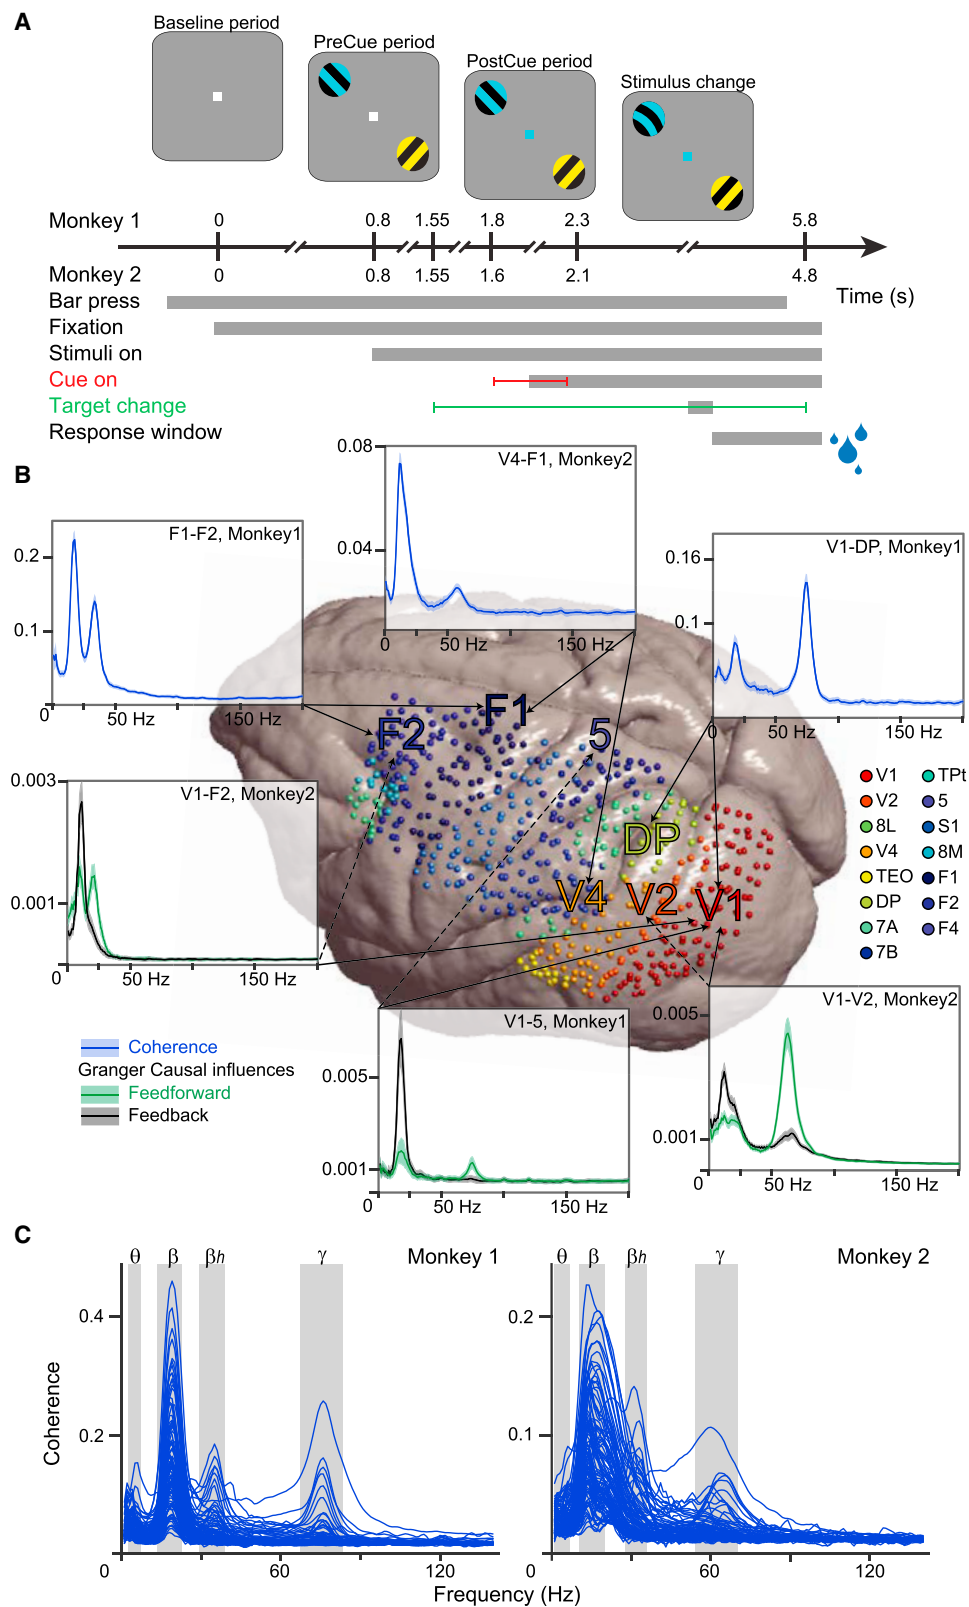 A
Baseline period
PreCue period
PostCue period
Stimulus change
Monkey 1
0 0.8 1.55 1.8 2.3 5.8
Monkey 2
0 0.8 1.55 1.6 2.1 4.8
Time (s)
Bar press
Fixation
Stimuli on
Cue on
Target change
Response window
B
V4-F1, Monkey2
0.08
0.04
0 50 Hz 150 Hz
F1-F2, Monkey1
0.2
0.1
0 50 Hz 150 Hz
V1-DP, Monkey1
0.16
0.1
0 50 Hz 150 Hz
F1
F2
5
DP
V4
V2
V1
V1 TPt
V2 5
8L S1
V4 8M
TEO F1
DP F2
7A F4
7B
V1-F2, Monkey2
0.003
0.001
0 50 Hz 150 Hz
V1-5, Monkey1
0.005
0.001
0 50 Hz 150 Hz
V1-V2, Monkey2
0.005
0.001
0 50 Hz 150 Hz
Coherence
Granger Causal influences
Feedforward
Feedback
C
θ β βh γ Monkey 1
0.4
0.2
0 60 120
Coherence
θ β βh γ Monkey 2
0.2
0.1
0 60 120
Frequency (Hz)